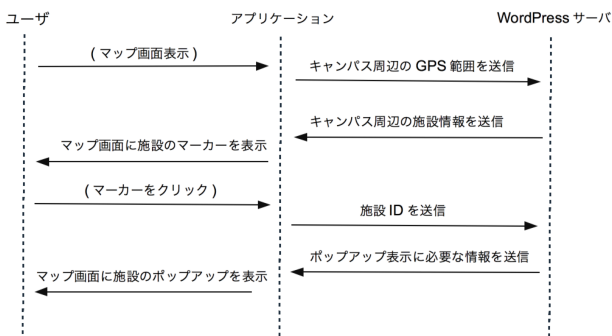 ユーザ
アプリケーション
WordPress サーバ
( マップ画面表示 )
キャンパス周辺の GPS 範囲を送信
キャンパス周辺の施設情報を送信
マップ画面に施設のマーカーを表示
( マーカーをクリック )
施設 ID を送信
ポップアップ表示に必要な情報を送信
マップ画面に施設のポップアップを表示